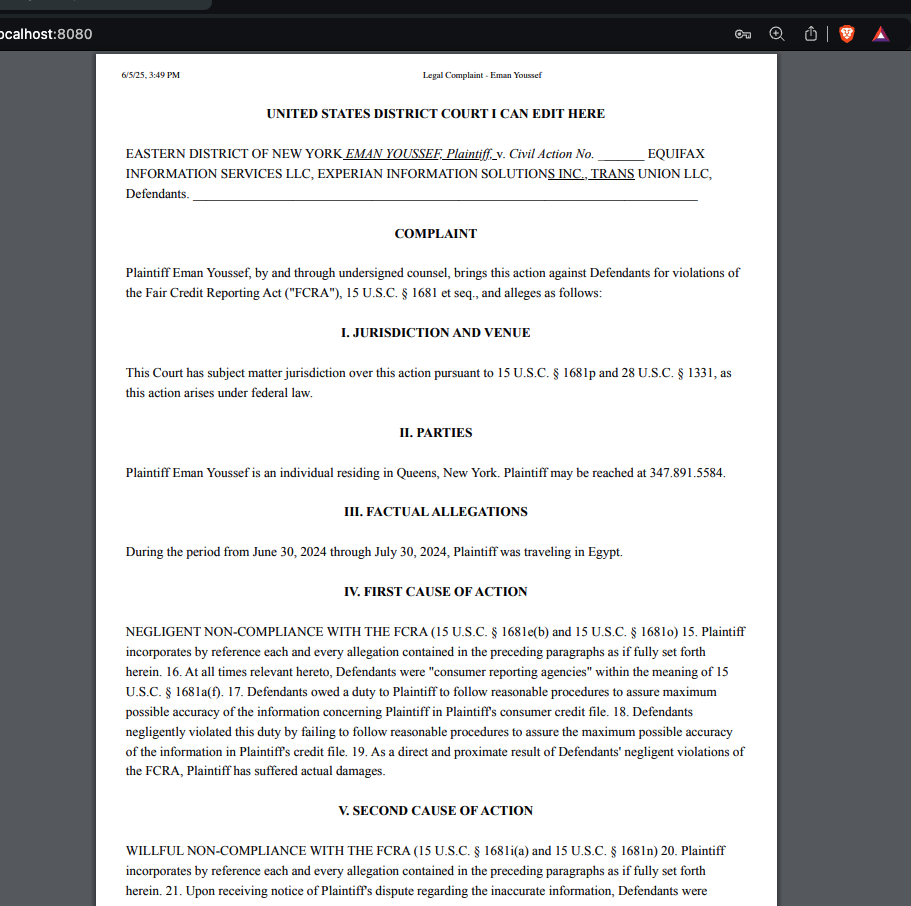 ocalhost:8080
6/5/25, 3:49 PM Legal Complaint - Eman Youssef
UNITED STATES DISTRICT COURT I CAN EDIT HERE
EASTERN DISTRICT OF NEW YORK EMAN YOUSSEF, Plaintiff, v. Civil Action No. _______ EQUIFAX
INFORMATION SERVICES LLC, EXPERIAN INFORMATION SOLUTIONS INC., TRANS UNION LLC,
Defendants. ____________________________________________________________________________
COMPLAINT
Plaintiff Eman Youssef, by and through undersigned counsel, brings this action against Defendants for violations of
the Fair Credit Reporting Act ("FCRA"), 15 U.S.C. § 1681 et seq., and alleges as follows:
I. JURISDICTION AND VENUE
This Court has subject matter jurisdiction over this action pursuant to 15 U.S.C. § 1681p and 28 U.S.C. § 1331, as
this action arises under federal law.
II. PARTIES
Plaintiff Eman Youssef is an individual residing in Queens, New York. Plaintiff may be reached at 347.891.5584.
III. FACTUAL ALLEGATIONS
During the period from June 30, 2024 through July 30, 2024, Plaintiff was traveling in Egypt.
IV. FIRST CAUSE OF ACTION
NEGLIGENT NON-COMPLIANCE WITH THE FCRA (15 U.S.C. § 1681e(b) and 15 U.S.C. § 1681o) 15. Plaintiff
incorporates by reference each and every allegation contained in the preceding paragraphs as if fully set forth
herein. 16. At all times relevant hereto, Defendants were "consumer reporting agencies" within the meaning of 15
U.S.C. § 1681a(f). 17. Defendants owed a duty to Plaintiff to follow reasonable procedures to assure maximum
possible accuracy of the information concerning Plaintiff in Plaintiff's consumer credit file. 18. Defendants
negligently violated this duty by failing to follow reasonable procedures to assure the maximum possible accuracy
of the information in Plaintiff's credit file. 19. As a direct and proximate result of Defendants' negligent violations of
the FCRA, Plaintiff has suffered actual damages.
V. SECOND CAUSE OF ACTION
WILLFUL NON-COMPLIANCE WITH THE FCRA (15 U.S.C. § 1681i(a) and 15 U.S.C. § 1681n) 20. Plaintiff
incorporates by reference each and every allegation contained in the preceding paragraphs as if fully set forth
herein. 21. Upon receiving notice of Plaintiff's dispute regarding the inaccurate information, Defendants were